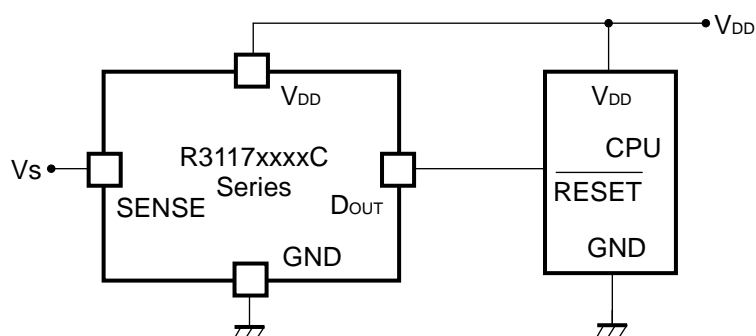 VDD
VDD
VDD
R3117xxxxC
Series
CPU
Vs
SENSE
DOUT
RESET
GND
GND